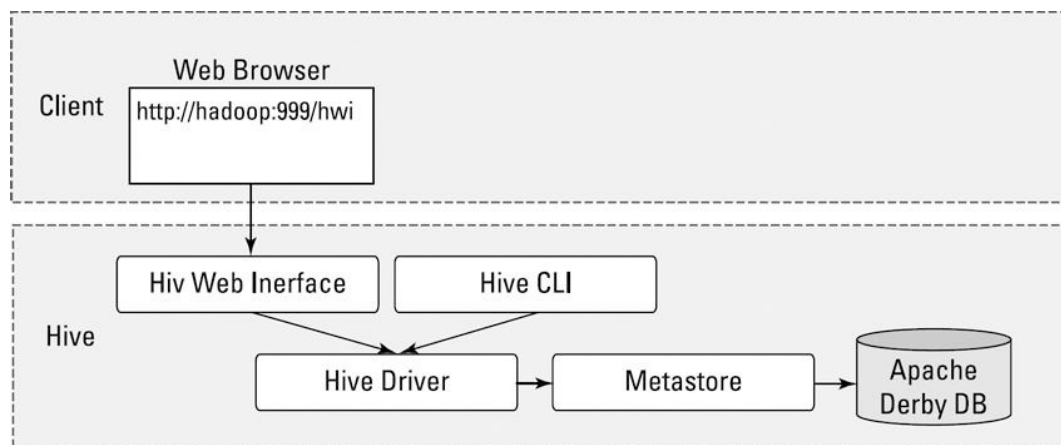 Web Browser
Client
http://hadoop:999/hwi
Hiv Web Inerface
Hive CLI
Hive
Hive Driver
Metastore
Apache
Derby DB